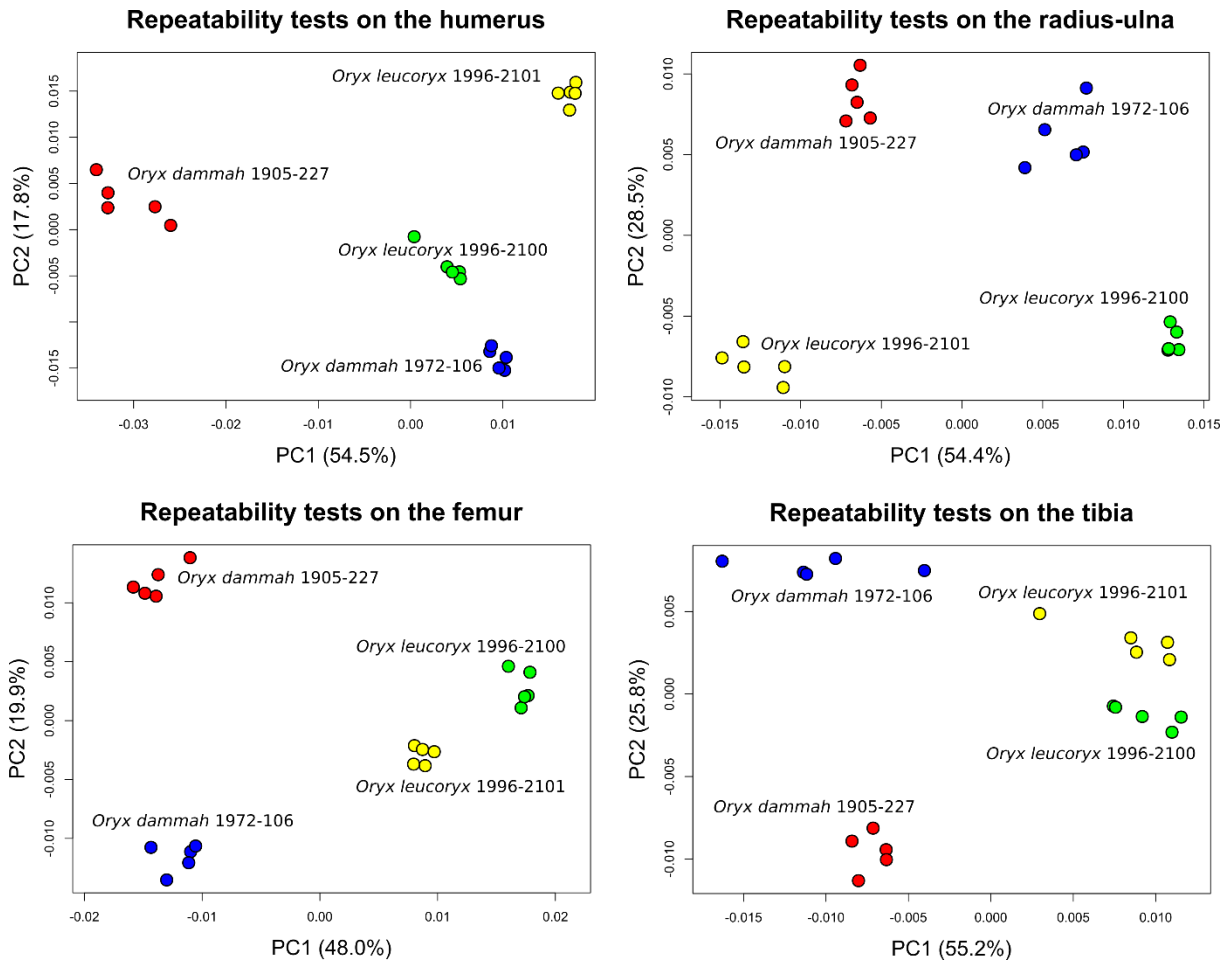 Repeatability tests on the humerus
Oryx leucoryx 1996-2101
Oryx dammah 1905-227
Oryx leucoryx 1996-2100
Oryx dammah 1972-106
PC2 (17.8%)
0.015
0.010
0.005
0.000
-0.005
-0.015
-0.03
-0.02
-0.01
0.00
0.01
PC1 (54.5%)
Repeatability tests on the radius-ulna
Oryx dammah 1972-106
Oryx dammah 1905-227
Oryx leucoryx 1996-2100
Oryx leucoryx 1996-2101
PC2 (28.5%)
0.010
0.005
0.000
-0.005
-0.010
-0.015
-0.010
-0.005
0.000
0.005
0.010
0.015
PC1 (54.4%)
Repeatability tests on the femur
Oryx dammah 1905-227
Oryx leucoryx 1996-2100
Oryx leucoryx 1996-2101
Oryx dammah 1972-106
PC2 (19.9%)
0.010
0.005
0.000
-0.005
-0.010
-0.02
-0.01
0.00
0.01
0.02
PC1 (48.0%)
Repeatability tests on the tibia
Oryx leucoryx 1996-2101
Oryx dammah 1972-106
Oryx leucoryx 1996-2100
Oryx dammah 1905-227
PC2 (25.8%)
0.005
0.000
-0.005
-0.010
-0.015
-0.010
-0.005
0.000
0.005
0.010
PC1 (55.2%)